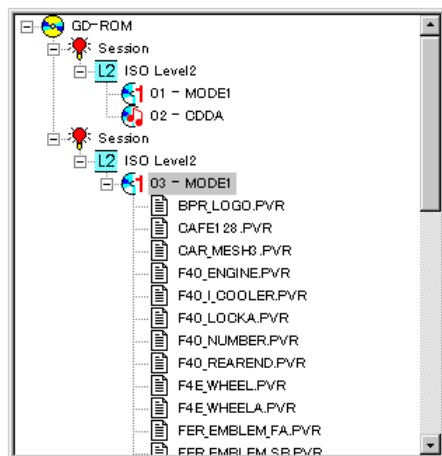 GD-ROM
Session
L2 ISO Level2
01 - MODE1
02 - CDDA
Session
L2 ISO Level2
03 - MODE1
BPR_LOGO.PVR
CAFE128.PVR
CAR_MESH3.PVR
F40_ENGINE.PVR
F40_I_COOLER.PVR
F40_LOCKA.PVR
F40_NUMBER.PVR
F40_REAREND.PVR
F4E_WHEEL.PVR
F4E_WHEELA.PVR
FER_EMBLEM_FA.PVR
FER_EMBLEM_SB.PVR